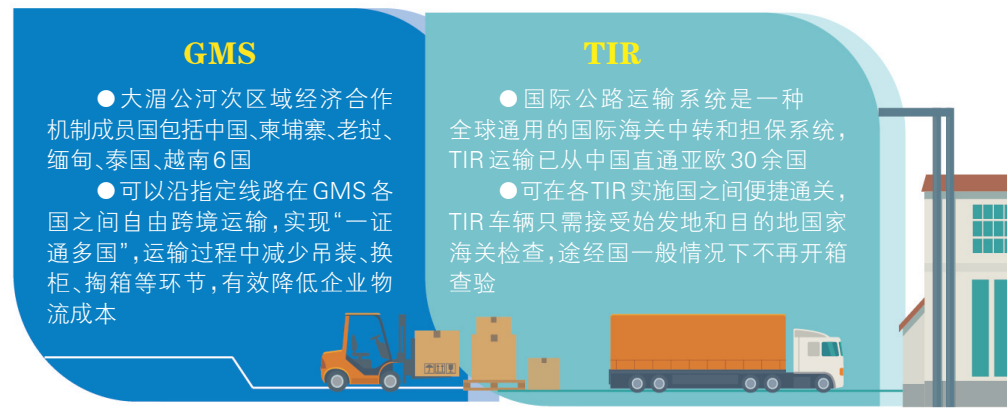 GMS
●大湄公河次区域经济合作
机制成员国包括中国、柬埔寨、老挝、
缅甸、泰国、越南6国
●可以沿指定线路在GMS各
国之间自由跨境运输,实现“一证
通多国”,运输过程中减少吊装、换
柜、掏箱等环节,有效降低企业物
流成本
TIR
●国际公路运输系统是一种
全球通用的国际海关中转和担保系统,
TIR运输已从中国直通亚欧30余国
●可在各TIR实施国之间便捷通关,
TIR车辆只需接受始发地和目的地国家
海关检查,途经国一般情况下不再开箱
查验